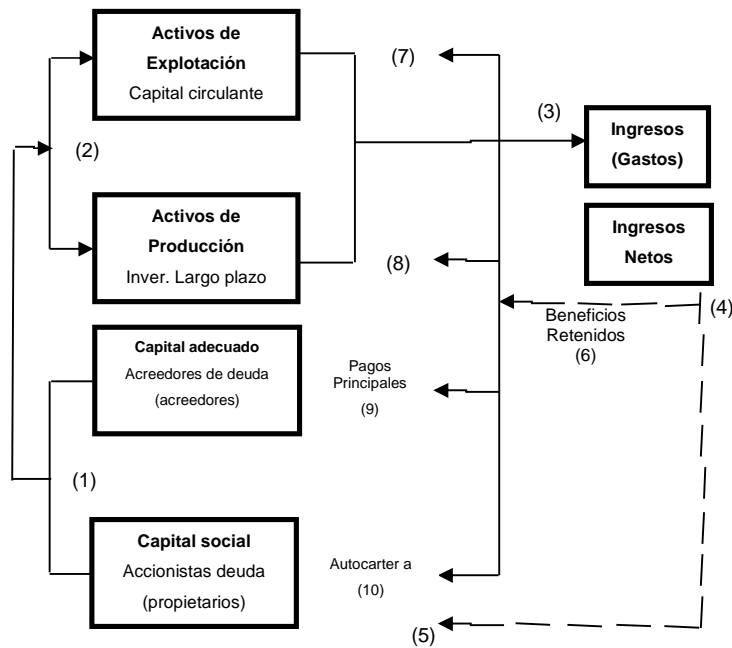 Activos de
Explotación
Capital circulante
(7)
(3)
Ingresos
(Gastos)
(2)
Activos de
Producción
Inver. Largo plazo
(8)
Ingresos
Netos
(4)
Beneficios
Retenidos
(6)
Capital adecuado
Acreedores de deuda
(acreedores)
Pagos
Principales
(9)
(1)
Capital social
Accionistas deuda
(propietarios)
Autocarter a
(10)
(5)